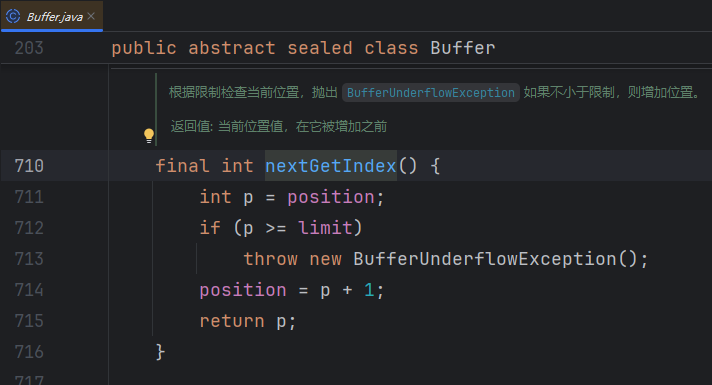 Buffer.java
203 public abstract sealed class Buffer
根据限制检查当前位置，抛出 BufferUnderflowException 如果不小于限制，则增加位置。
返回值: 当前位置值，在它被增加之前
710 final int nextGetIndex() {
711 int p = position;
712 if (p >= limit)
713 throw new BufferUnderflowException();
714 position = p + 1;
715 return p;
716 }
717